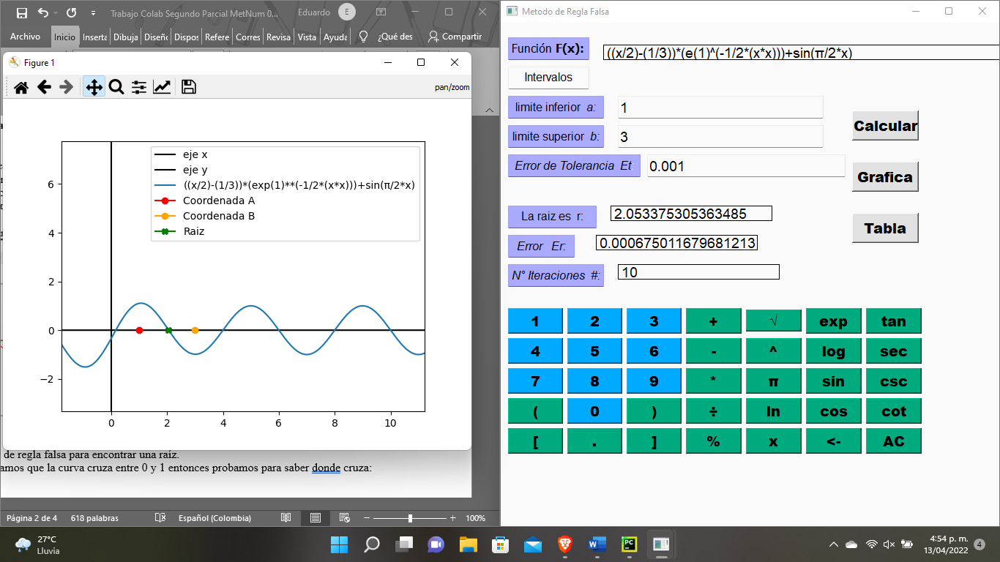 Trabajo Colab Segundo Parcial MetNum 0...
Eduardo
E
Archivo
Inicio
Inserta
Dibuja
Diseño
Dispos
Refere
Corres
Revisa
Vista
Ayuda
¿Qué des
Compartir
Figure 1
pan/zoom
eje x
eje y
((x/2)-(1/3))*(exp(1)**(-1/2*(x*x)))+sin(π/2*x)
Coordenada A
Coordenada B
Raiz
6
4
2
0
−2
0 2 4 6 8 10
de regla falsa para encontrar una raíz.
amos que la curva cruza entre 0 y 1 entonces probamos para saber donde cruza:
Página 2 de 4
618 palabras
Español (Colombia)
100%
Metodo de Regla Falsa
Función F(x):
((x/2)-(1/3))*(e(1)^(-1/2*(x*x)))+sin(π/2*x)
Intervalos
limite inferior a:
1
limite superior b:
3
Error de Tolerancia Et
0.001
Calcular
Grafica
Tabla
La raiz es r:
2.053375305363485
Error Er:
0.000675011679681213
N° Iteraciones #:
10
1 2 3 + √ exp tan
4 5 6 - ^ log sec
7 8 9 * π sin csc
( 0 ) ÷ ln cos cot
[ . ] % x <- AC
27°C
Lluvia
4:54 p. m.
13/04/2022
4